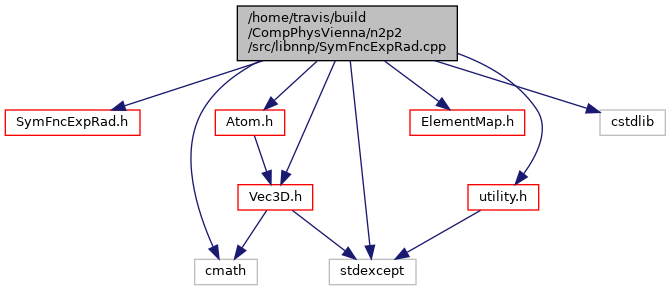 /home/travis/build
/CompPhysVienna/n2p2
/src/libnnp/SymFncExpRad.cpp
SymFncExpRad.h
Atom.h
ElementMap.h
cstdlib
Vec3D.h
utility.h
cmath
stdexcept